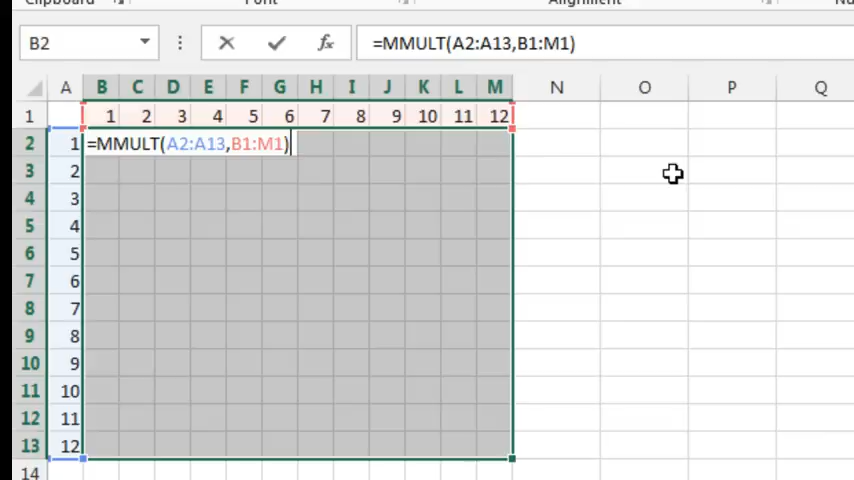 Clipboard Font Alignment
B2 fx =MMULT(A2:A13,B1:M1)
A B C D E F G H I J K L M N O P Q
1 1 2 3 4 5 6 7 8 9 10 11 12
2 1 =MMULT(A2:A13,B1:M1)
3 2
4 3
5 4
6 5
7 6
8 7
9 8
10 9
11 10
12 11
13 12
14